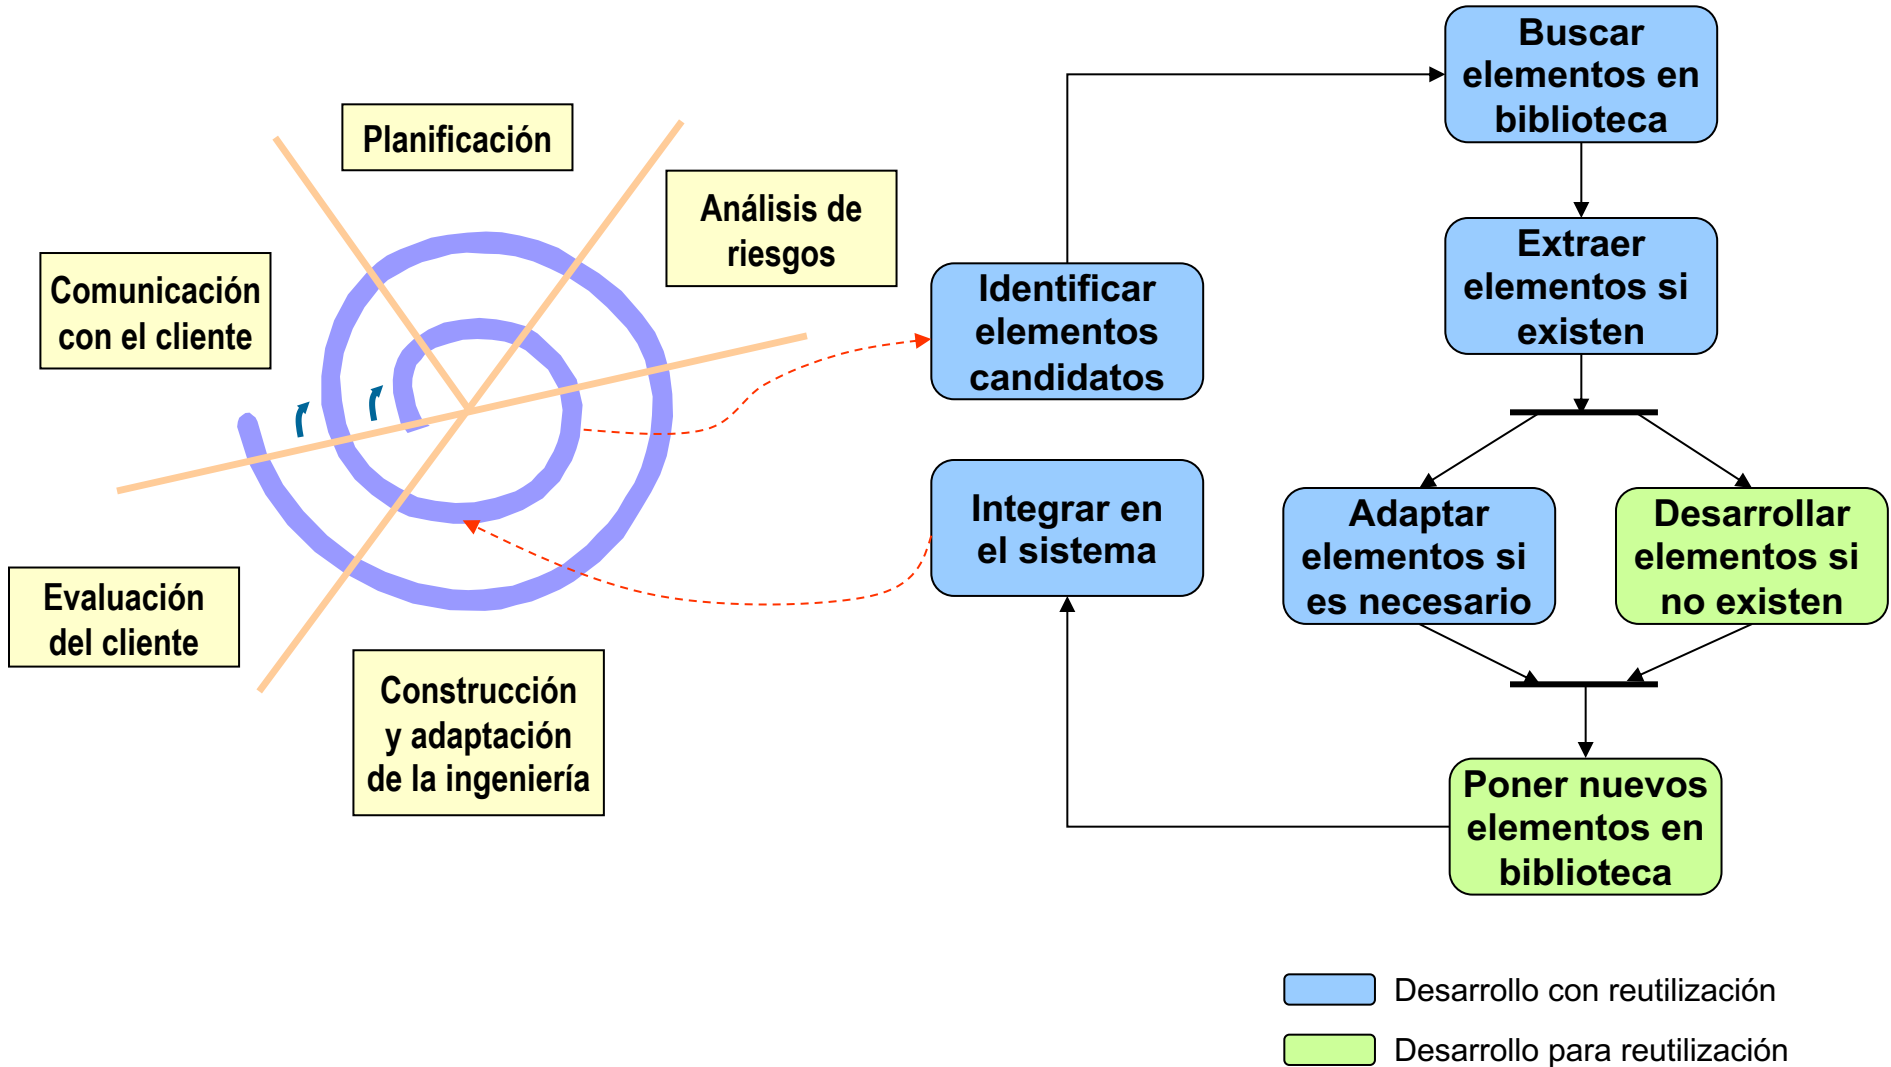 Planificación
Análisis de
riesgos
Comunicación
con el cliente
Evaluación
del cliente
Construcción
y adaptación
de la ingeniería
Identificar
elementos
candidatos
Buscar
elementos en
biblioteca
Extraer
elementos si
existen
Adaptar
elementos si
es necesario
Desarrollar
elementos si
no existen
Poner nuevos
elementos en
biblioteca
Integrar en
el sistema
Desarrollo con reutilización
Desarrollo para reutilización